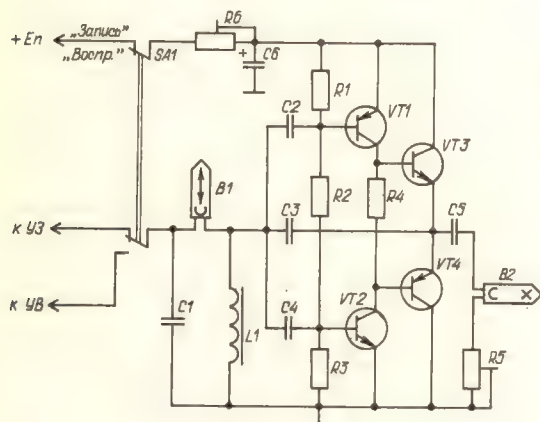 + Eп
„Запись"
„Воспр."
SA1
R6
+
C6
R1
C2
VT1
VT3
B1
R2
R4
C3
C5
к УЗ
B2
VT4
VT2
C4
к УВ
C1
L1
R3
R5